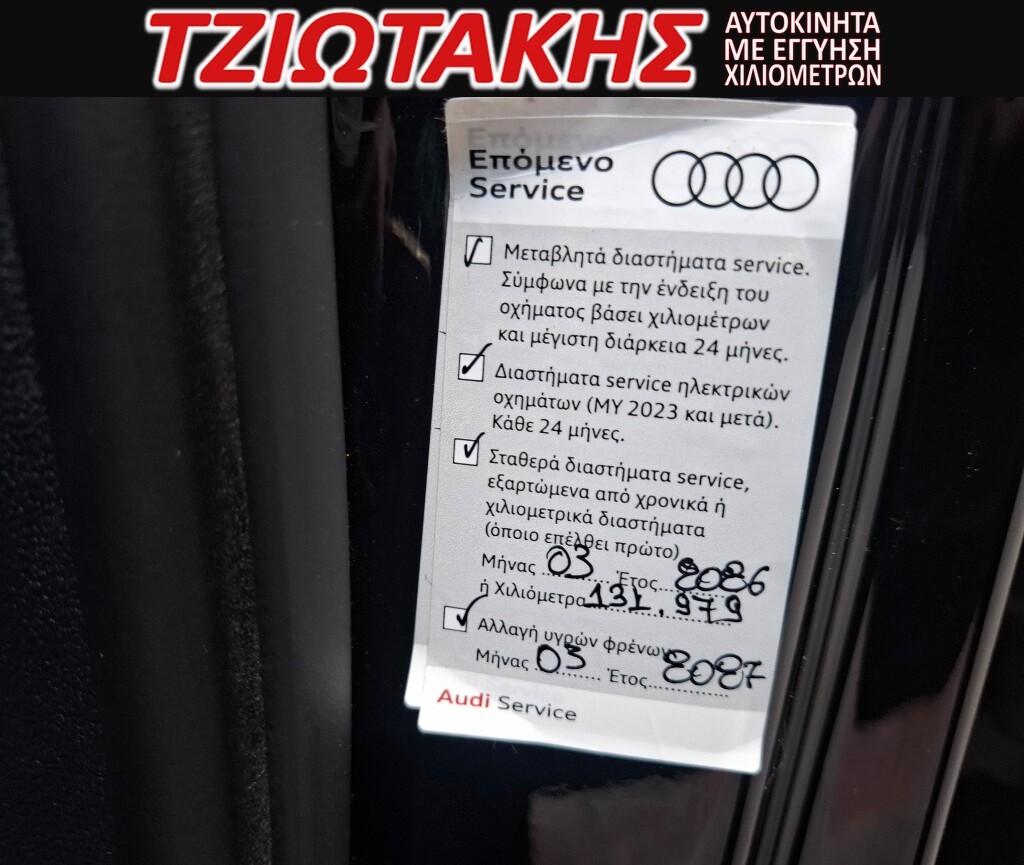 ΤΖΙΩΤΑΚΗΣ
ΑΥΤΟΚΙΝΗΤΑ
ΜΕ ΕΓΓΥΗΣΗ
ΧΙΛΙΟΜΕΤΡΩΝ
Επόμενο
Service
Μεταβλητά διαστήματα service.
Σύμφωνα με την ένδειξη του
οχήματος βάσει χιλιομέτρων
και μέγιστη διάρκεια 24 μήνες.
Διαστήματα service ηλεκτρικών
οχημάτων (MY 2023 και μετά).
Κάθε 24 μήνες.
Σταθερά διαστήματα service,
εξαρτώμενα από χρονικά ή
χιλιομετρικά διαστήματα
(όποιο επέλθει πρώτο)
Μήνας 03 Έτος 2026
ή Χιλιόμετρα 131.979
Αλλαγή υγρών φρένων
Μήνας 03 Έτος 2027
Audi Service